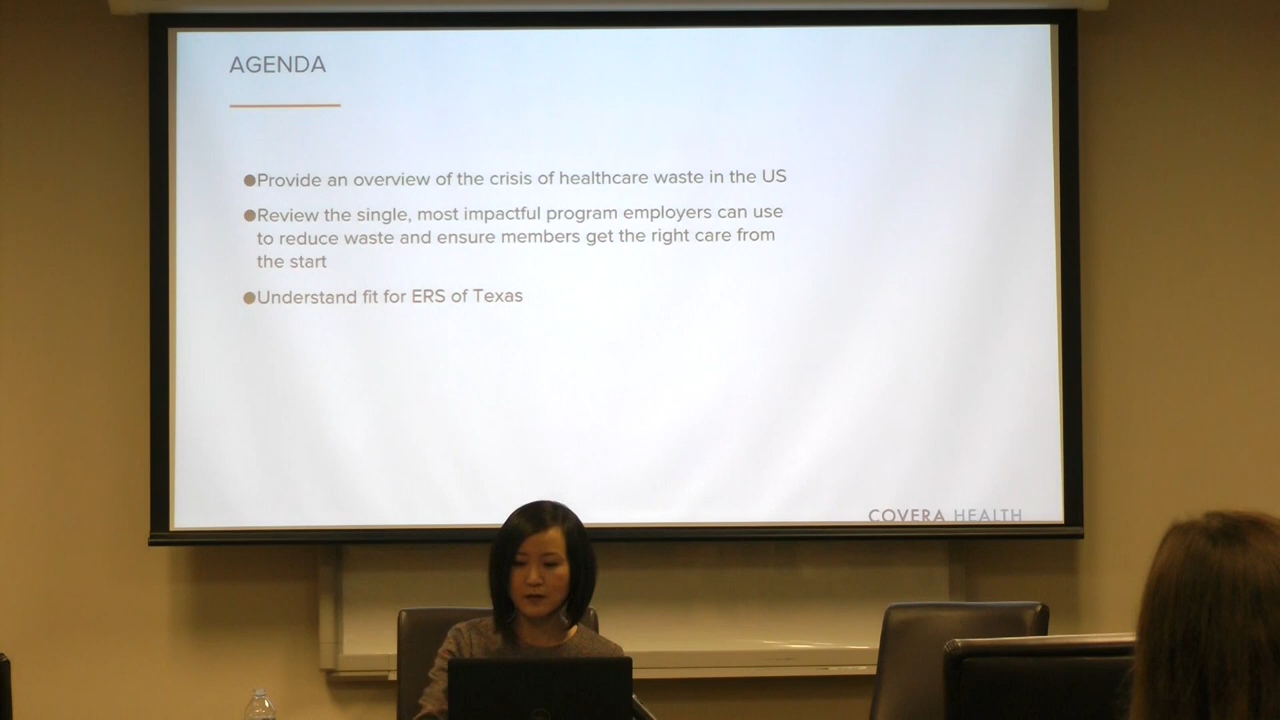 AGENDA
●Provide an overview of the crisis of healthcare waste in the US
●Review the single, most impactful program employers can use
to reduce waste and ensure members get the right care from
the start
●Understand fit for ERS of Texas
COVERA HEALTH